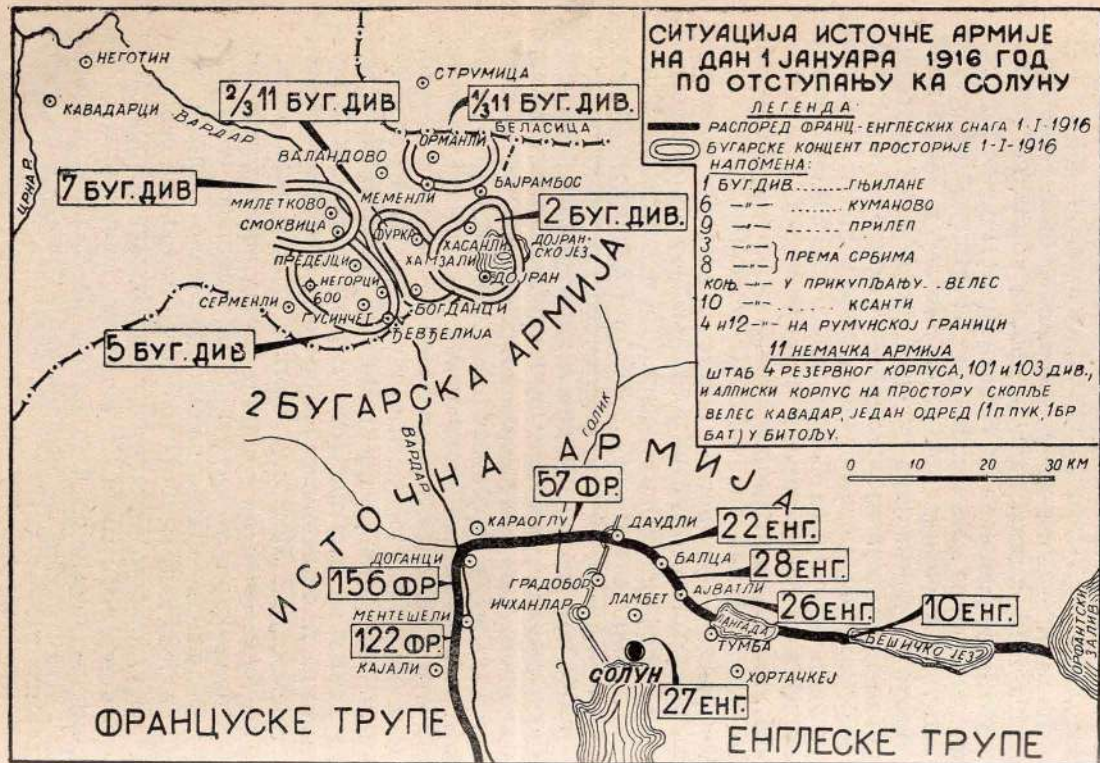 СИТУАЦИЈА ИСТОЧНЕ АРМИЈЕ
НА ДАН 1 ЈАНУАРА 1916 ГОД
ПО ОТСТУПАЊУ КА СОЛУНУ
ЛЕГЕНДА:
РАСПОРЕД ФРАНЦ-ЕНГЛЕСКИХ СНАГА 1-I-1916
БУГАРСКЕ КОНЦЕНТ ПРОСТОРИЈЕ 1-I-1916
НАПОМЕНА:
1 БУГ.ДИВ........ГЊИЛАНЕ
6 -〃- ........КУМАНОВО
9 -〃- ........ПРИЛЕП
3 -〃-
8 -〃- } ПРЕМА СРБИМА
КОЊ. -〃- У ПРИКУПЉАЊУ..ВЕЛЕС
10 -〃- ........КСАНТИ
4 и 12 -〃- НА РУМУНСКОЈ ГРАНИЦИ
11 НЕМАЧКА АРМИЈА
ШТАБ 4 РЕЗЕРВНОГ КОРПУСА, 101 и 103 ДИВ.,
И АЛПИСКИ КОРПУС НА ПРОСТОРУ СКОПЉЕ
ВЕЛЕС КАВАДАР, ЈЕДАН ОДРЕД (1П ПУК, 1БР
БАТ) У БИТОЉУ.
0 10 20 30 КМ
НЕГОТИН
КАВАДАРЦИ
ВАРДАР
ЦРНА Р.
СТРУМИЦА
2/3 11 БУГ. ДИВ
1/3 11 БУГ. ДИВ.
БЕЛАСИЦА
ОРМАНЛИ
ВАЛАНДОВО
БАЈРАМБОС
МЕМЕНЛИ
7 БУГ. ДИВ
МИЛЕТКОВО
СМОКВИЦА
2 БУГ. ДИВ.
ФУРКА
ХАСАНЛИ
ДОЈРАН-
СКО ЈЕЗ
ХАМЗАЛИ
ДОЈРАН
ПРЕДЕЈЦИ
НЕГОРЦИ
600
СЕРМЕНЛИ
ГУСИНЧЕТ
БОГДАНЦИ
ЂЕВЂЕЛИЈА
5 БУГ. ДИВ
2 БУГАРСКА АРМИЈА
ВАРДАР
ГОЛИК
ИСТОЧНА АРМИЈА
57 ФР.
КАРАОГЛУ
ДАУДЛИ
22 ЕНГ.
ДОГАНЦИ
БАЛЦА
28 ЕНГ.
156 ФР
ГРАДОБОР
АЈВАТЛИ
ИЧХАНЛАР
ЛАМБЕТ
26 ЕНГ.
10 ЕНГ.
МЕНТЕШЕЛИ
ЛАНГАДА
122 ФР.
ТУМБА
БЕШИЧКО ЈЕЗ
ОРФАНТСКИ
ЗАЛИВ
КАЈАЛИ
СОЛУН
ХОРТАЧКЕЈ
27 ЕНГ.
ФРАНЦУСКЕ ТРУПЕ
ЕНГЛЕСКЕ ТРУПЕ